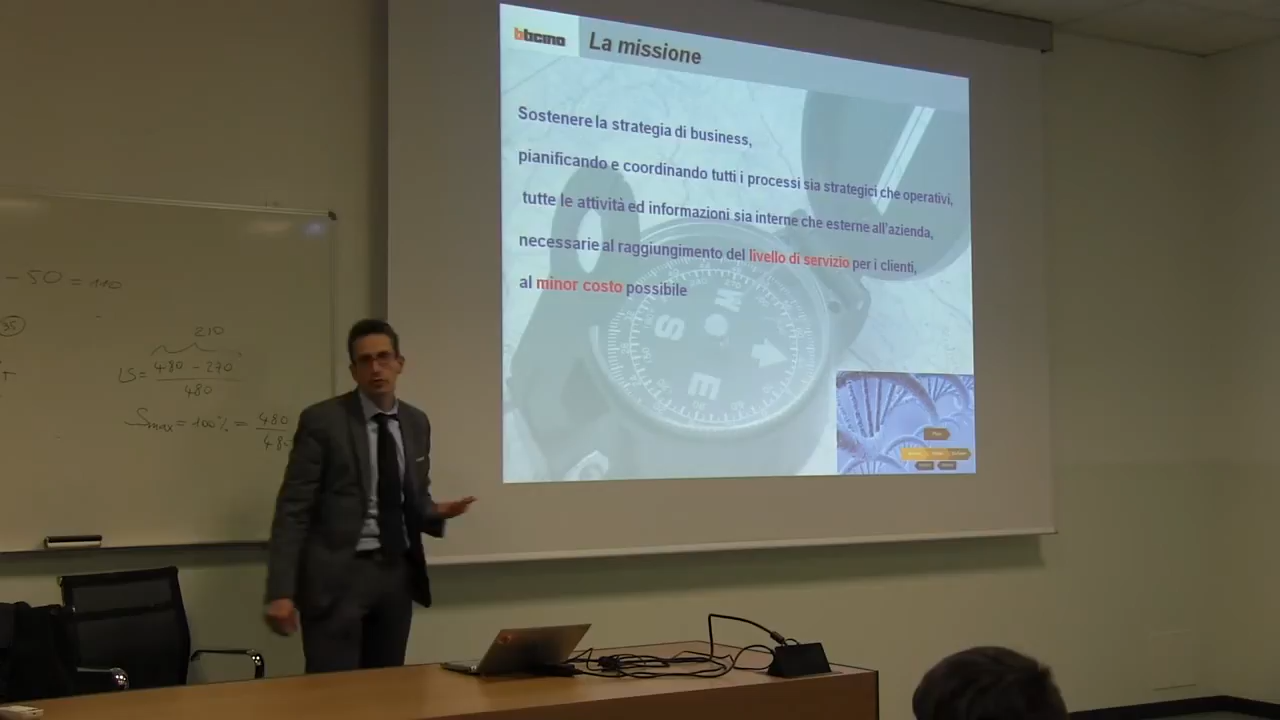 bticino
La missione
Sostenere la strategia di business,
pianificando e coordinando tutti i processi sia strategici che operativi,
tutte le attività ed informazioni sia interne che esterne all'azienda,
necessarie al raggiungimento del livello di servizio per i clienti,
al minor costo possibile
W
S
E
- 50 = 110
35
210
LS = 480 - 270
480
Smax = 100% = 480